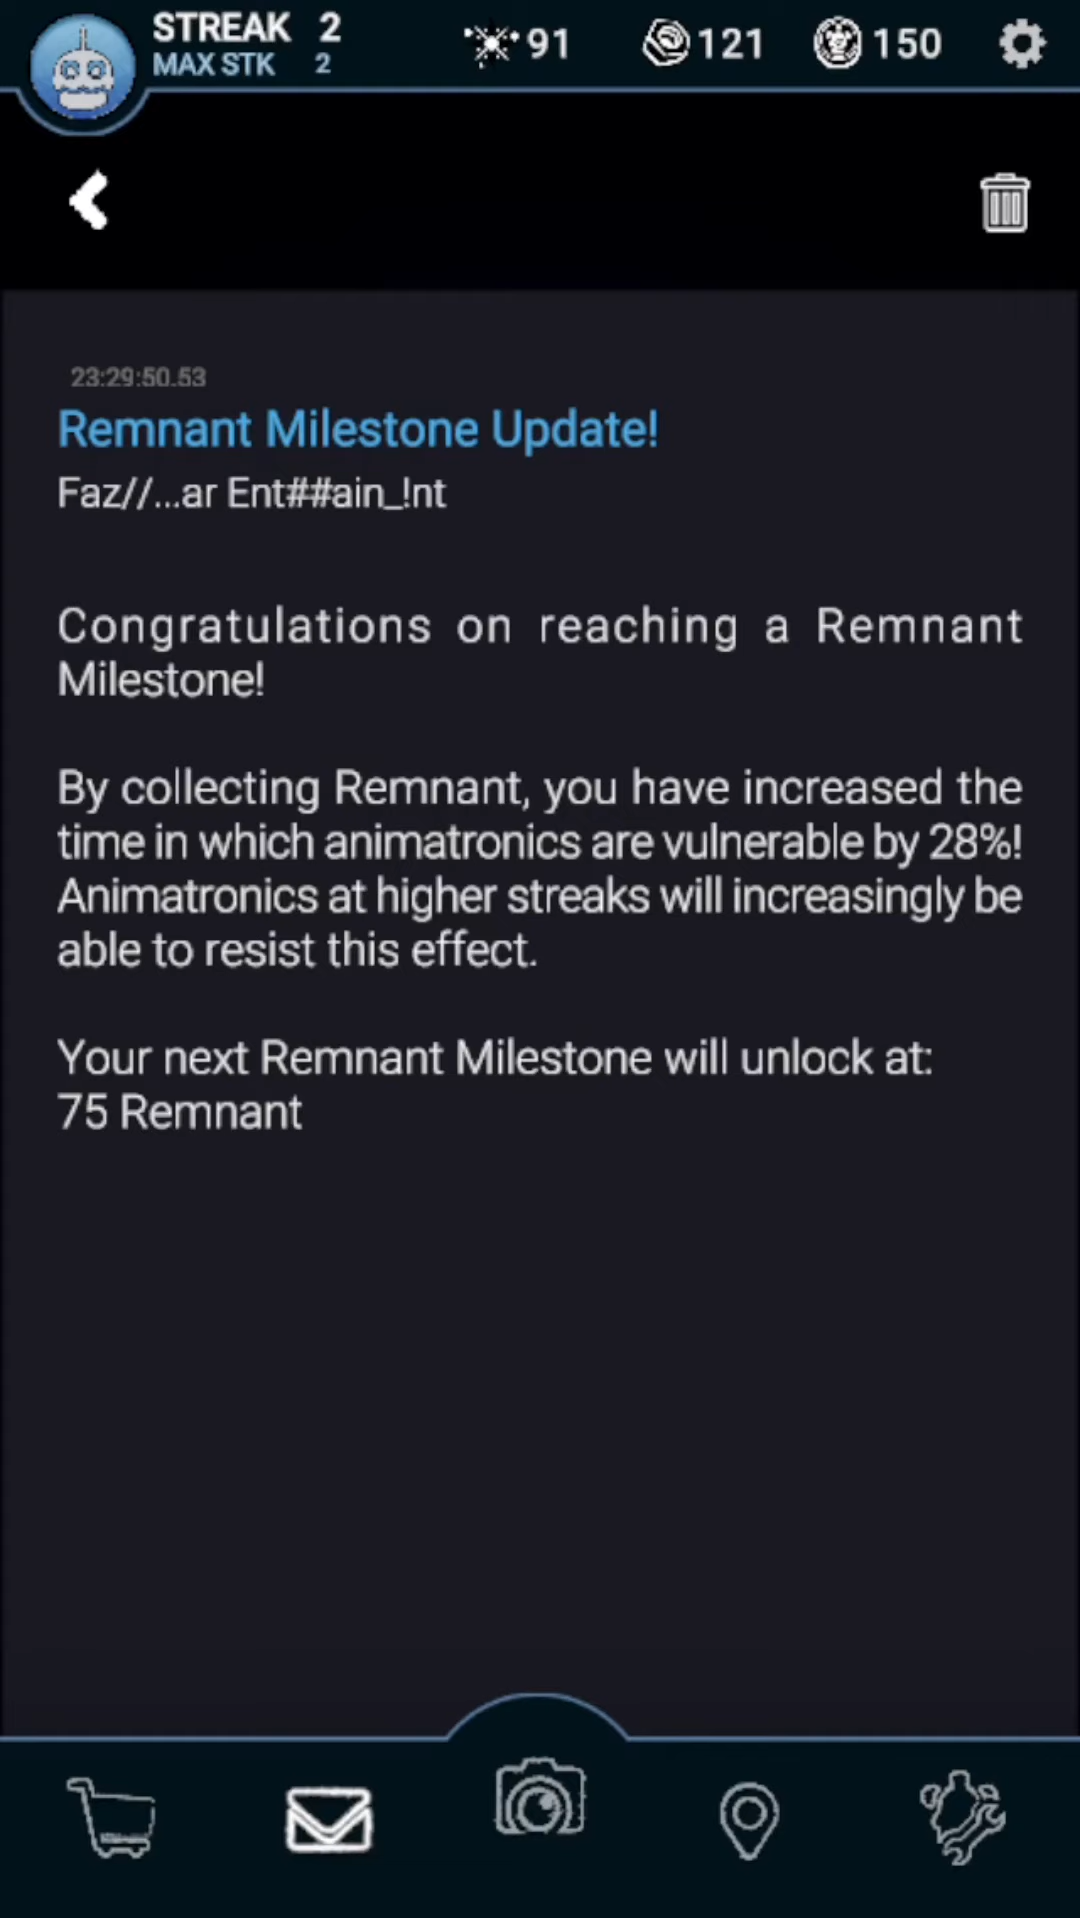 STREAK 2
MAX STK 2
91
121
150
23:29:50.53
Remnant Milestone Update!
Faz//...ar Ent##ain_!nt
Congratulations on reaching a Remnant
Milestone!
By collecting Remnant, you have increased the
time in which animatronics are vulnerable by 28%!
Animatronics at higher streaks will increasingly be
able to resist this effect.
Your next Remnant Milestone will unlock at:
75 Remnant